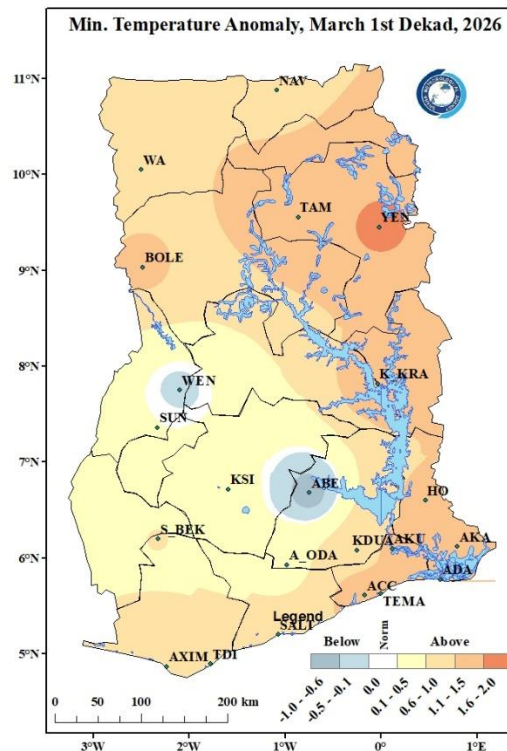 Min. Temperature Anomaly, March 1st Dekad, 2026
11°N
NAV
10°N
WA
TAM
YEN
9°N
BOLE
8°N
WEN
K_KRA
SUN
7°N
KSI
ABE
HO
S_BEK
6°N
A_ODA
KDUA
AKU
AKA
ADA
ACC
TEMA
Legend
SALT
5°N
AXIM
TDI
Below
Norm
Above
-1.0 - -0.6
-0.5 - -0.1
0.0
0.1 - 0.5
0.6 - 1.0
1.1 - 1.5
1.6 - 2.0
0 50 100 200 km
3°W
2°W
1°W
0°
1°E